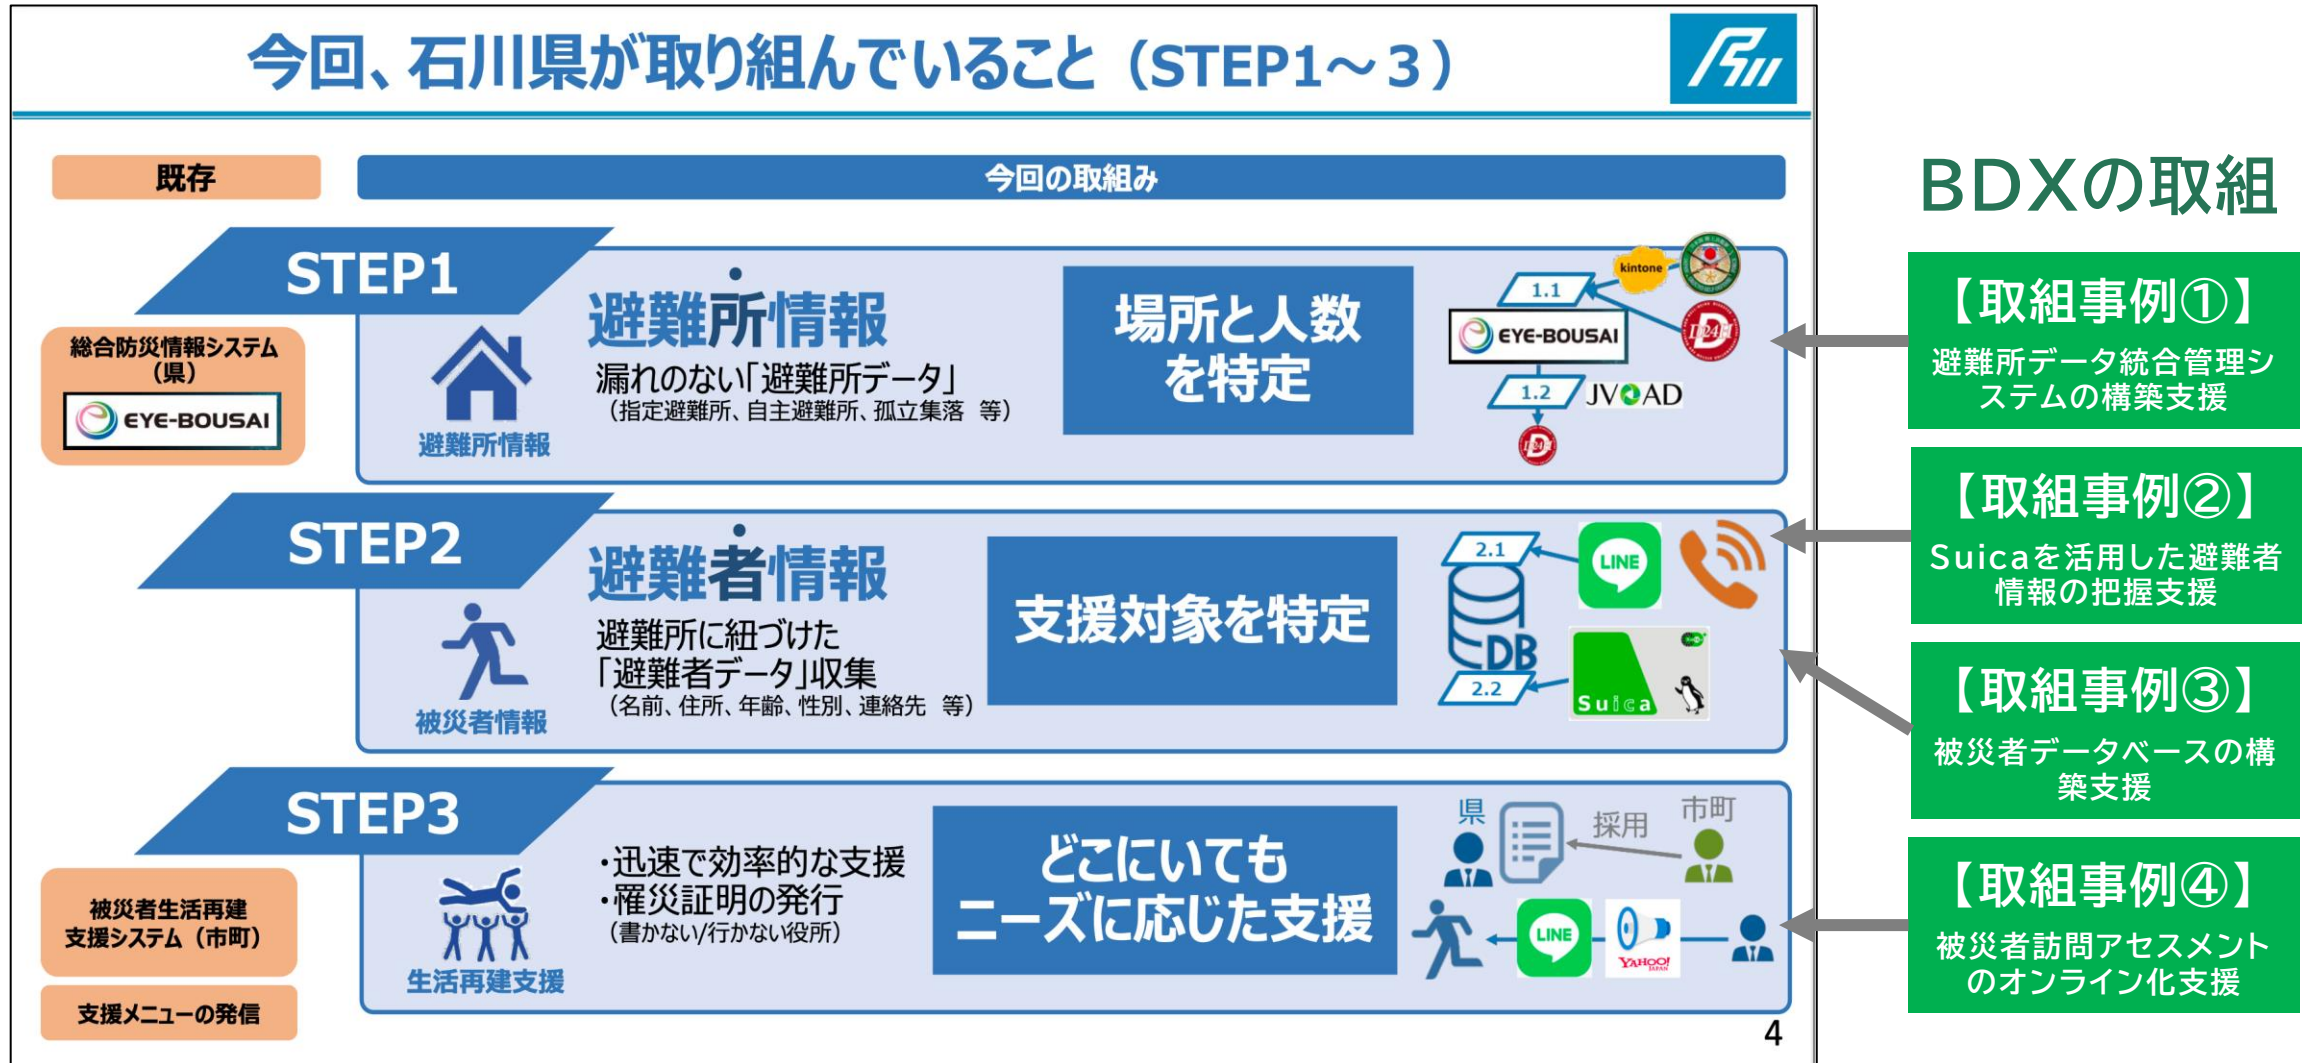 今回、石川県が取り組んでいること（STEP1～3）
既存
今回の取組み
STEP1
総合防災情報システム
（県）
EYE-BOUSAI
避難所情報
避難所情報
漏れのない「避難所データ」
（指定避難所、自主避難所、孤立集落 等）
場所と人数
を特定
kintone
1.1
EYE-BOUSAI
1.2
JVOAD
STEP2
被災者情報
避難者情報
避難所に紐づけた
「避難者データ」収集
（名前、住所、年齢、性別、連絡先 等）
支援対象を特定
2.1
LINE
DB
2.2
Suica
STEP3
被災者生活再建
支援システム（市町）
支援メニューの発信
生活再建支援
・迅速で効率的な支援
・罹災証明の発行
（書かない/行かない役所）
どこにいても
ニーズに応じた支援
県
採用
市町
LINE
YAHOO!
JAPAN
4
BDXの取組
【取組事例①】
避難所データ統合管理シ
ステムの構築支援
【取組事例②】
Suicaを活用した避難者
情報の把握支援
【取組事例③】
被災者データベースの構
築支援
【取組事例④】
被災者訪問アセスメント
のオンライン化支援